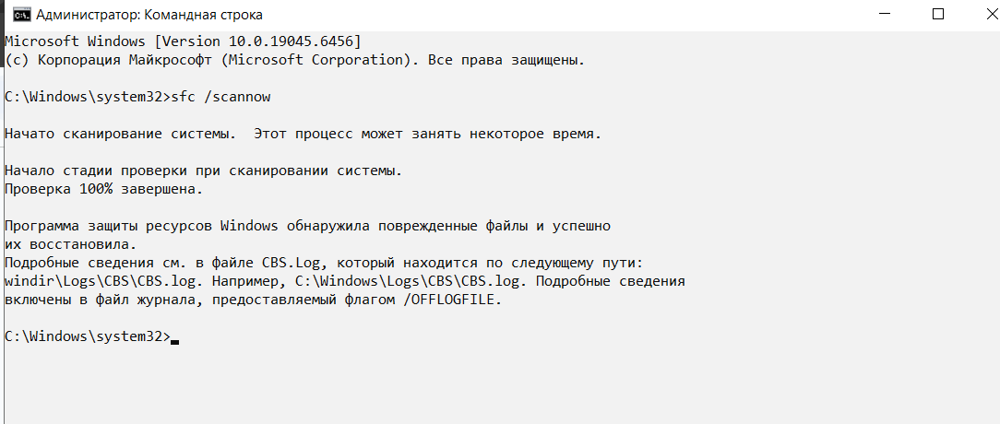 Администратор: Командная строка
Microsoft Windows [Version 10.0.19045.6456]
(c) Корпорация Майкрософт (Microsoft Corporation). Все права защищены.
C:\Windows\system32>sfc /scannow
Начато сканирование системы.  Этот процесс может занять некоторое время.
Начало стадии проверки при сканировании системы.
Проверка 100% завершена.
Программа защиты ресурсов Windows обнаружила поврежденные файлы и успешно
их восстановила.
Подробные сведения см. в файле CBS.Log, который находится по следующему пути:
windir\Logs\CBS\CBS.log. Например, C:\Windows\Logs\CBS\CBS.log. Подробные сведения
включены в файл журнала, предоставляемый флагом /OFFLOGFILE.
C:\Windows\system32>